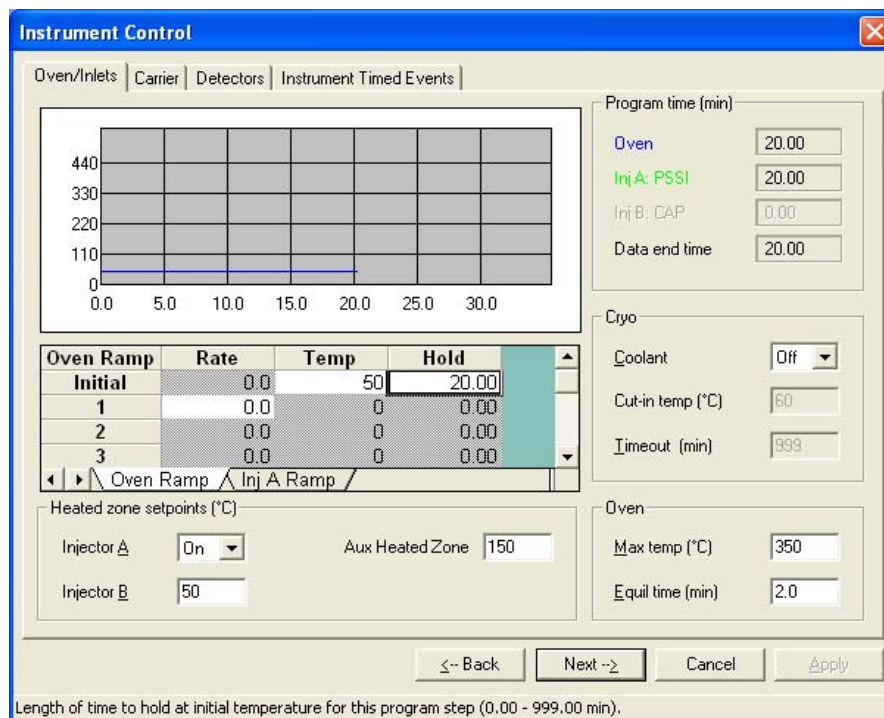 Instrument Control
Oven/Inlets Carrier Detectors Instrument Timed Events
440
330
220
110
0
0.0 5.0 10.0 15.0 20.0 25.0 30.0
Program time (min)
Oven 20.00
Inj A: PSSI 20.00
Inj B: CAP 0.00
Data end time 20.00
Oven Ramp Rate Temp Hold
Initial 0.0 50 20.00
1 0.0 0 0.00
2 0.0 0 0.00
3 0.0 0 0.00
Oven Ramp Inj A Ramp
Cryo
Coolant Off
Cut-in temp (°C) 60
Timeout (min) 999
Heated zone setpoints (°C)
Injector A On Aux Heated Zone 150
Injector B 50
Oven
Max temp (°C) 350
Equil time (min) 2.0
<-- Back Next --> Cancel Apply
Length of time to hold at initial temperature for this program step (0.00 - 999.00 min).